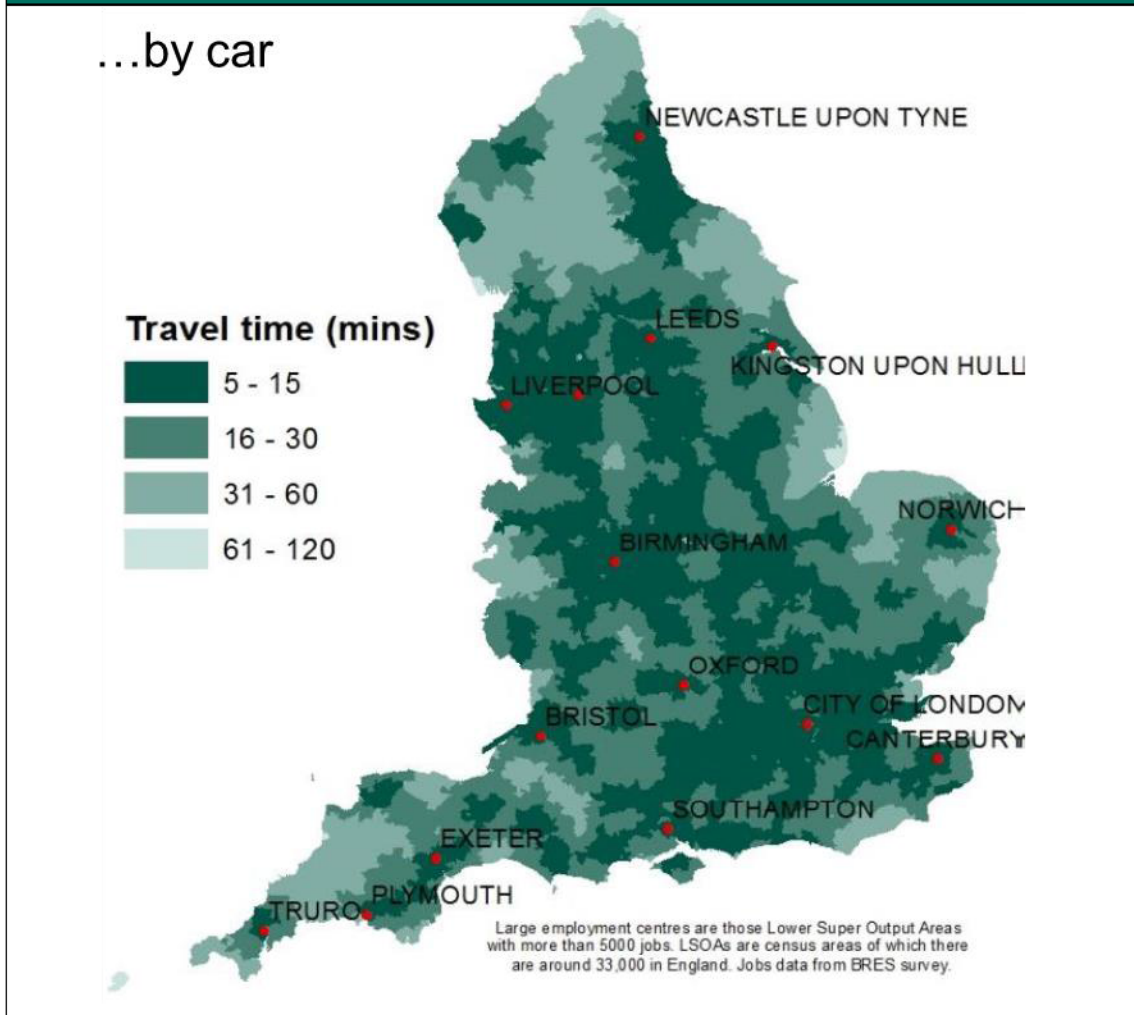 …by car
NEWCASTLE UPON TYNE
LEEDS
Travel time (mins)
KINGSTON UPON HULL
5 - 15
LIVERPOOL
16 - 30
31 - 60
NORWICH
61 - 120
BIRMINGHAM
OXFORD
CITY OF LONDON
BRISTOL
CANTERBURY
SOUTHAMPTON
EXETER
PLYMOUTH
TRURO
Large employment centres are those Lower Super Output Areas
with more than 5000 jobs. LSOAs are census areas of which there
are around 33,000 in England. Jobs data from BRES survey.